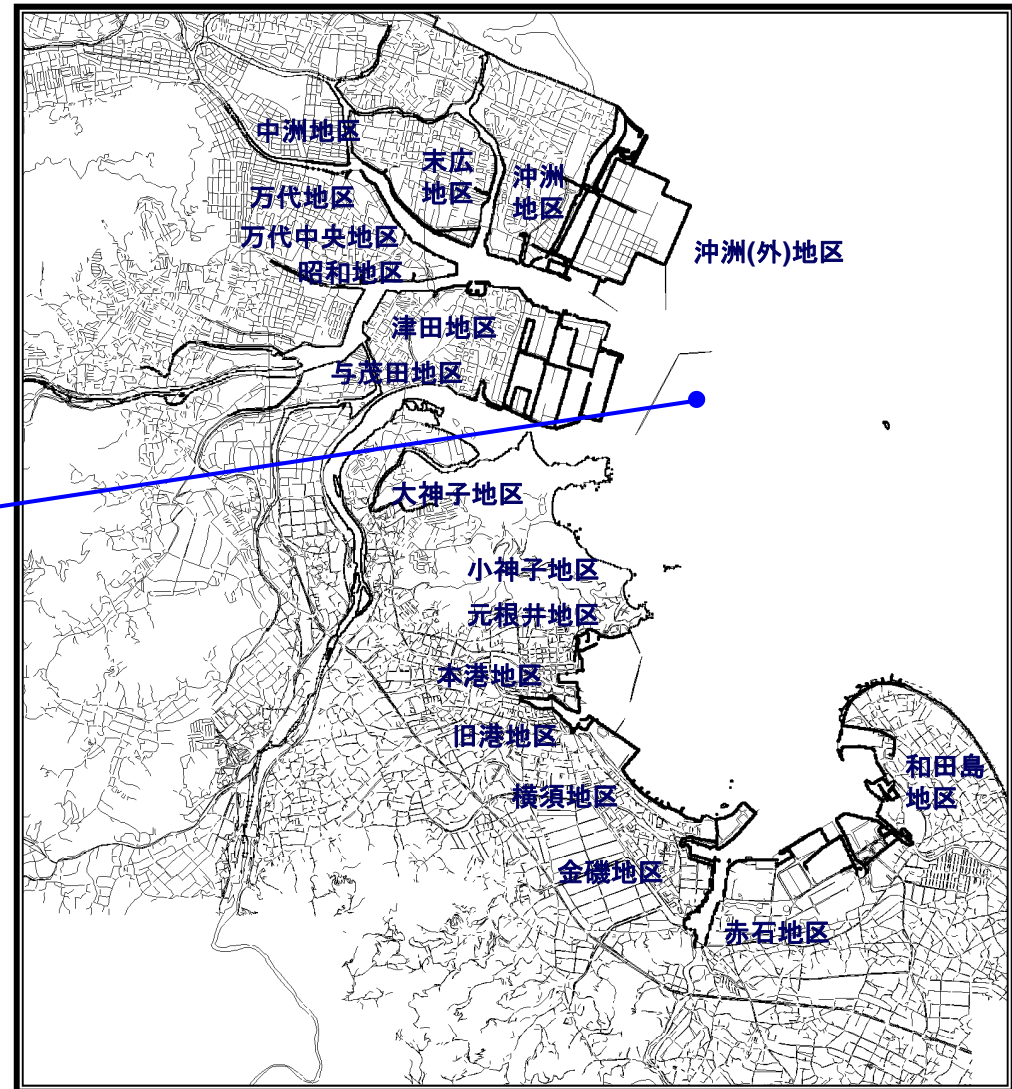 中洲地区
末広
地区
沖洲
地区
万代地区
万代中央地区
沖洲(外)地区
昭和地区
津田地区
与茂田地区
大神子地区
小神子地区
元根井地区
本港地区
旧港地区
和田島
地区
横須地区
金磯地区
赤石地区